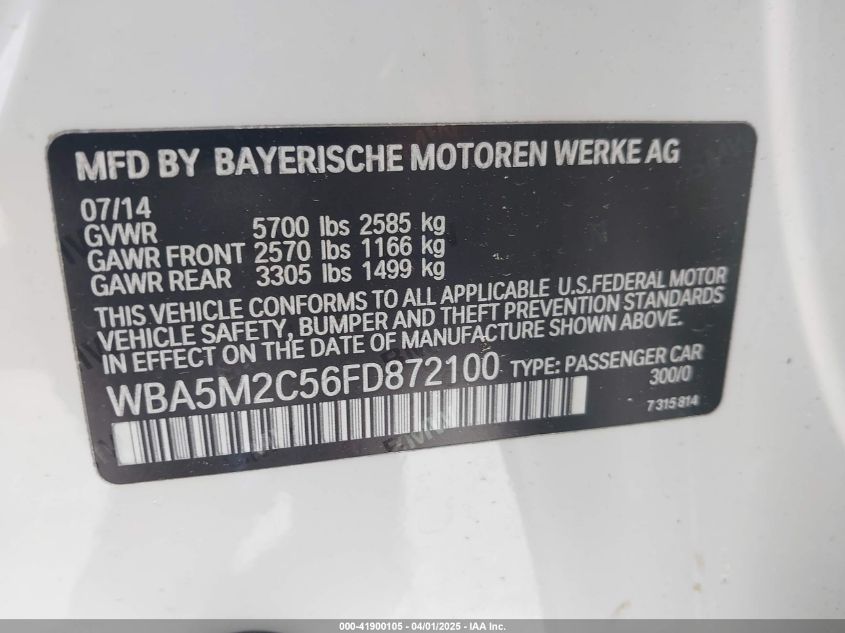 MFD BY BAYERISCHE MOTOREN WERKE AG
07/14
GVWR 5700 lbs 2585 kg
GAWR FRONT 2570 lbs 1166 kg
GAWR REAR 3305 lbs 1499 kg
THIS VEHICLE CONFORMS TO ALL APPLICABLE U.S.FEDERAL MOTOR
VEHICLE SAFETY, BUMPER AND THEFT PREVENTION STANDARDS
IN EFFECT ON THE DATE OF MANUFACTURE SHOWN ABOVE.
WBA5M2C56FD872100 TYPE: PASSENGER CAR
300/0
7315814
000-41900105 - 04/01/2025 - IAA Inc.